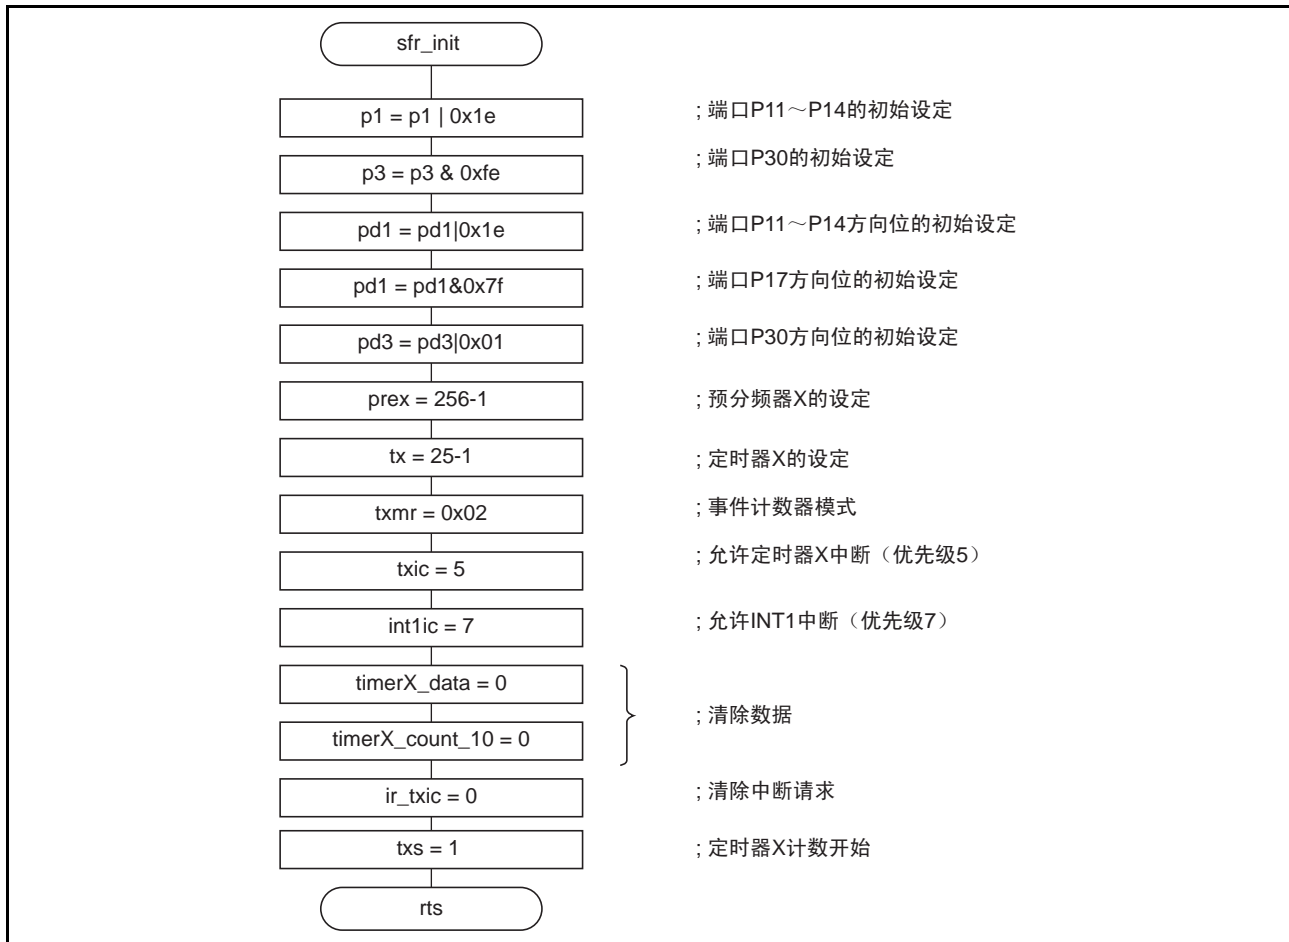 sfr_init
p1 = p1 | 0x1e ; 端口P11～P14的初始设定
p3 = p3 & 0xfe ; 端口P30的初始设定
pd1 = pd1|0x1e ; 端口P11～P14方向位的初始设定
pd1 = pd1&0x7f ; 端口P17方向位的初始设定
pd3 = pd3|0x01 ; 端口P30方向位的初始设定
prex = 256-1 ; 预分频器X的设定
tx = 25-1 ; 定时器X的设定
txmr = 0x02 ; 事件计数器模式
txic = 5 ; 允许定时器X中断（优先级5）
int1ic = 7 ; 允许INT1中断（优先级7）
timerX_data = 0
; 清除数据
timerX_count_10 = 0
ir_txic = 0 ; 清除中断请求
txs = 1 ; 定时器X计数开始
rts